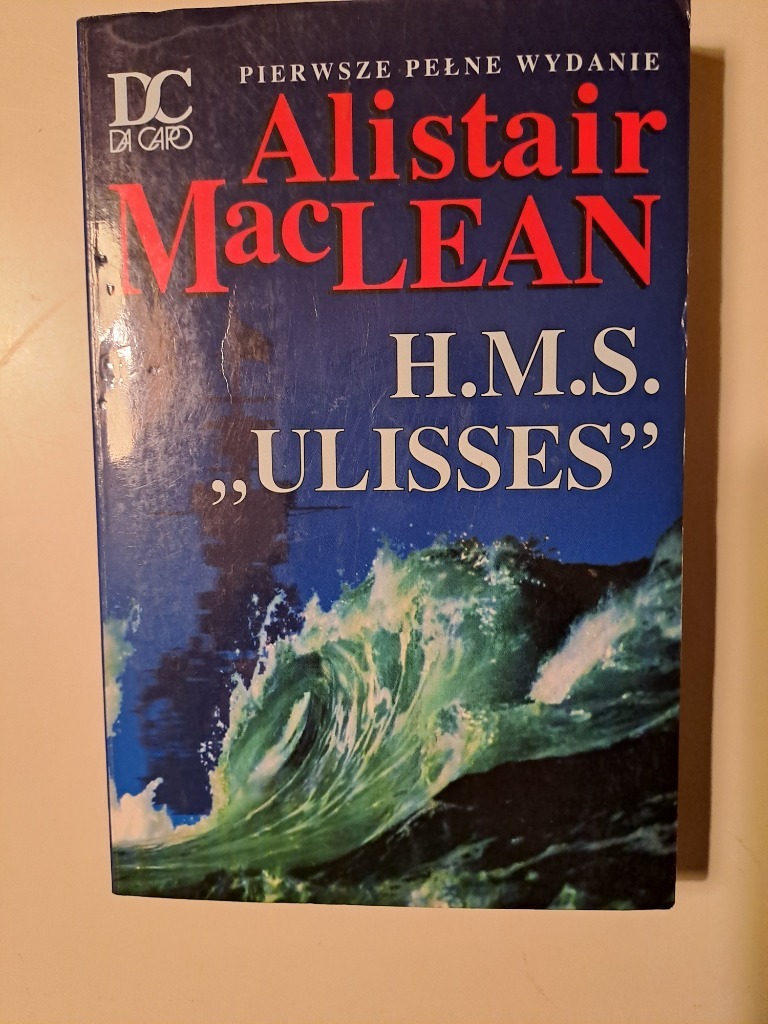 PIERWSZE PEŁNE WYDANIE
DC
DA CAPO
Alistair
MacLEAN
H.M.S.
„ULISSES”